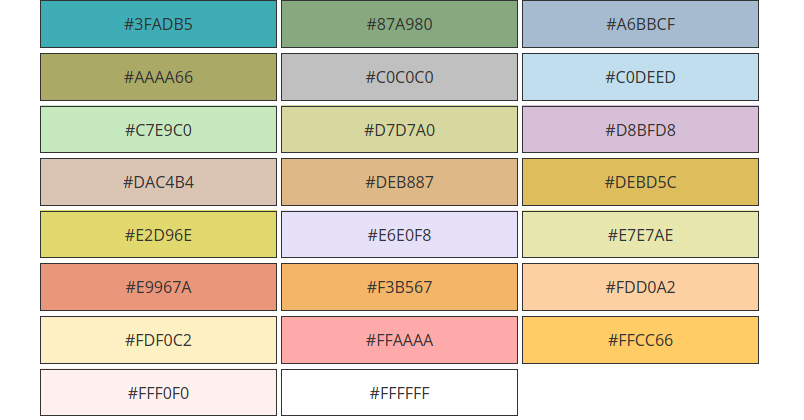 #3FADB5 #87A980 #A6BBCF
#AAAA66 #C0C0C0 #C0DEED
#C7E9C0 #D7D7A0 #D8BFD8
#DAC4B4 #DEB887 #DEBD5C
#E2D96E #E6E0F8 #E7E7AE
#E9967A #F3B567 #FDD0A2
#FDF0C2 #FFAAAA #FFCC66
#FFF0F0 #FFFFFF